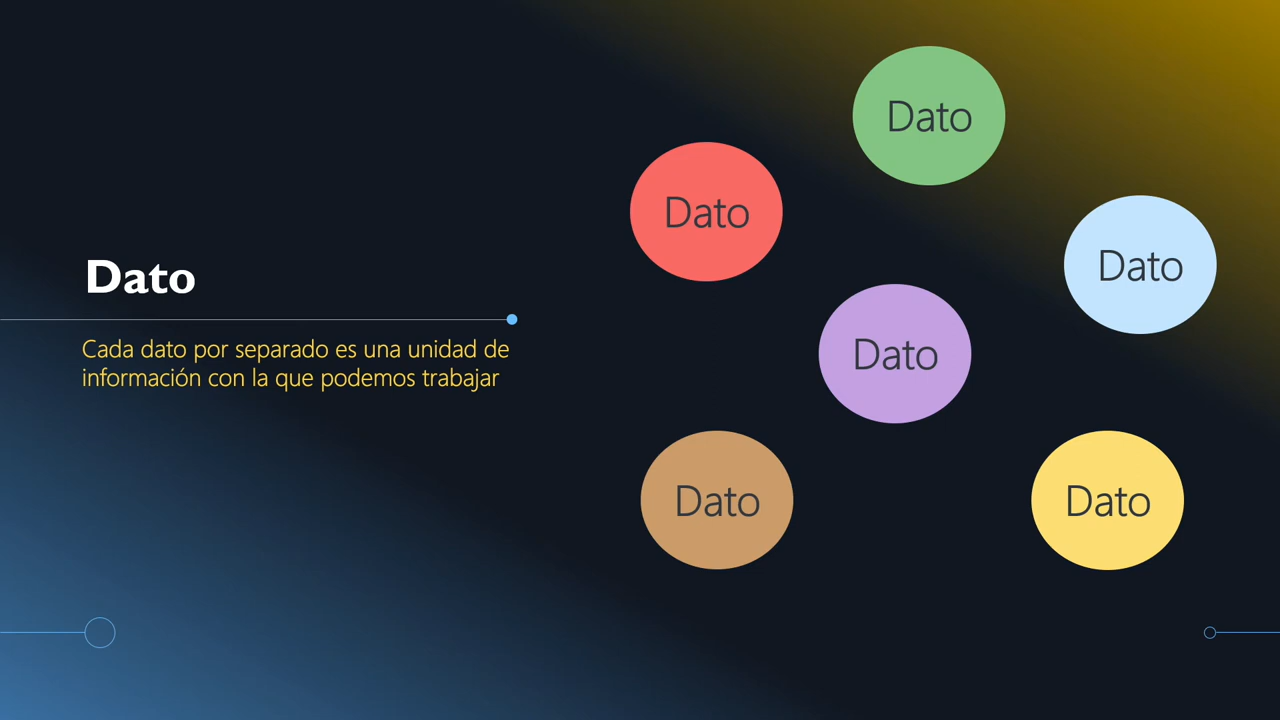 Dato
Cada dato por separado es una unidad de
información con la que podemos trabajar
Dato
Dato
Dato
Dato
Dato
Dato